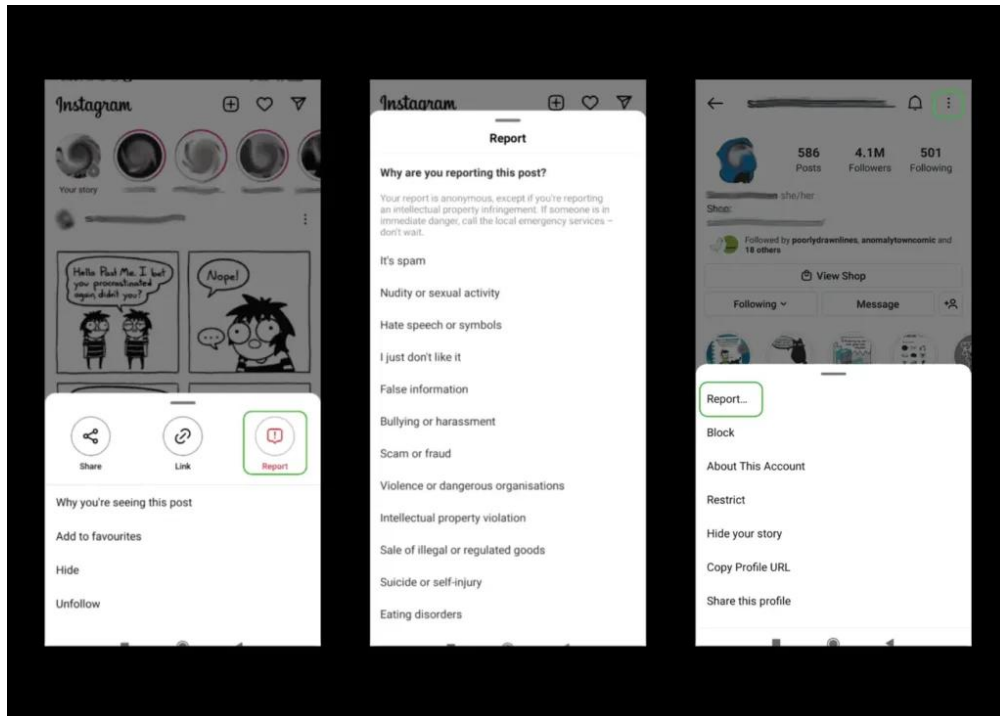 Instagram
Your story
Hello Past Me. I bet
you procrastinated
again, didn't you?
Nope!
...
Share
Link
Report
Why you're seeing this post
Add to favourites
Hide
Unfollow
Instagram
Report
Why are you reporting this post?
Your report is anonymous, except if you're reporting
an intellectual property infringement. If someone is in
immediate danger, call the local emergency services –
don't wait.
It's spam
Nudity or sexual activity
Hate speech or symbols
I just don't like it
False information
Bullying or harassment
Scam or fraud
Violence or dangerous organisations
Intellectual property violation
Sale of illegal or regulated goods
Suicide or self-injury
Eating disorders
586 4.1M 501
Posts Followers Following
she/her
Shop:
Followed by poorlydrawnlines, anomalytowncomic and
18 others
View Shop
Following Message
Report...
Block
About This Account
Restrict
Hide your story
Copy Profile URL
Share this profile